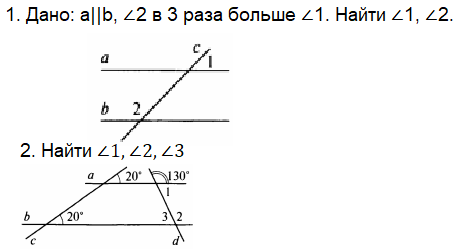 1. Дано: a||b, ∠2 в 3 раза больше ∠1. Найти ∠1, ∠2.
c
a
1
b 2
2. Найти ∠1, ∠2, ∠3
a 20° 130°
1
b 20° 3 2
c d